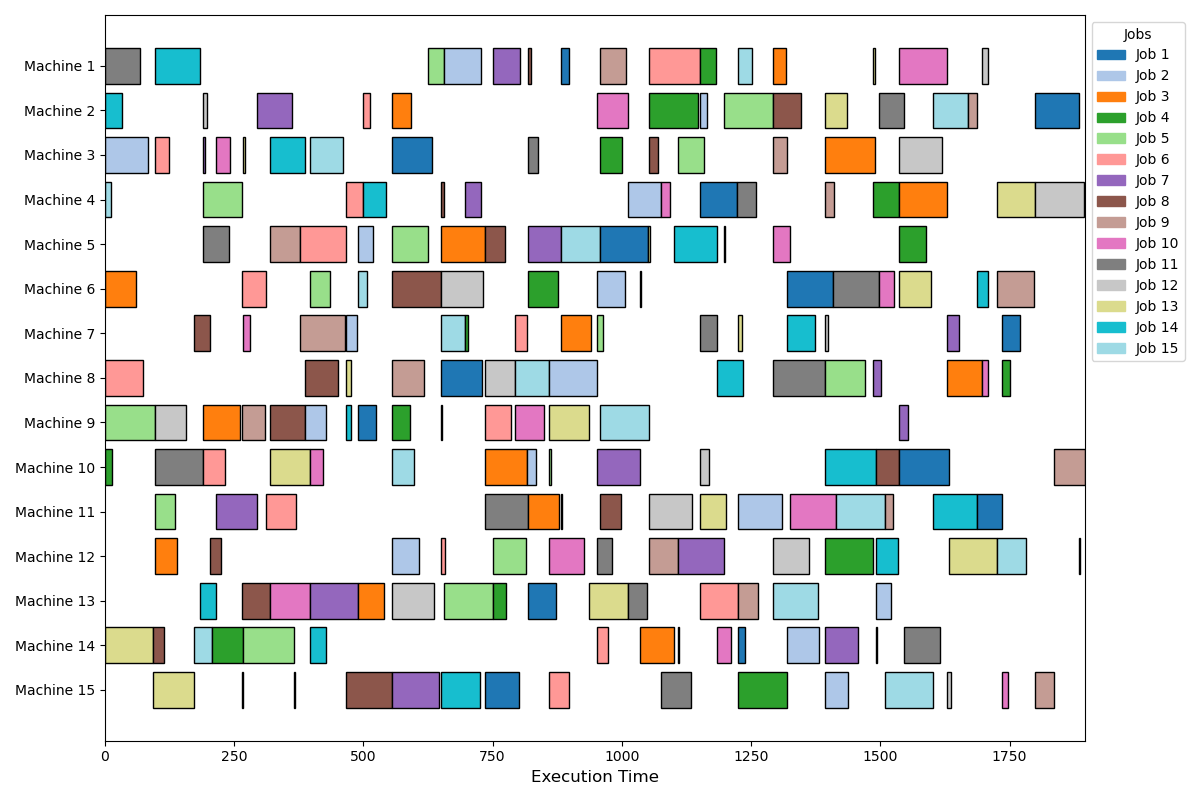 Machine 1
Machine 2
Machine 3
Machine 4
Machine 5
Machine 6
Machine 7
Machine 8
Machine 9
Machine 10
Machine 11
Machine 12
Machine 13
Machine 14
Machine 15
0 250 500 750 1000 1250 1500 1750
Execution Time
Jobs
Job 1
Job 2
Job 3
Job 4
Job 5
Job 6
Job 7
Job 8
Job 9
Job 10
Job 11
Job 12
Job 13
Job 14
Job 15